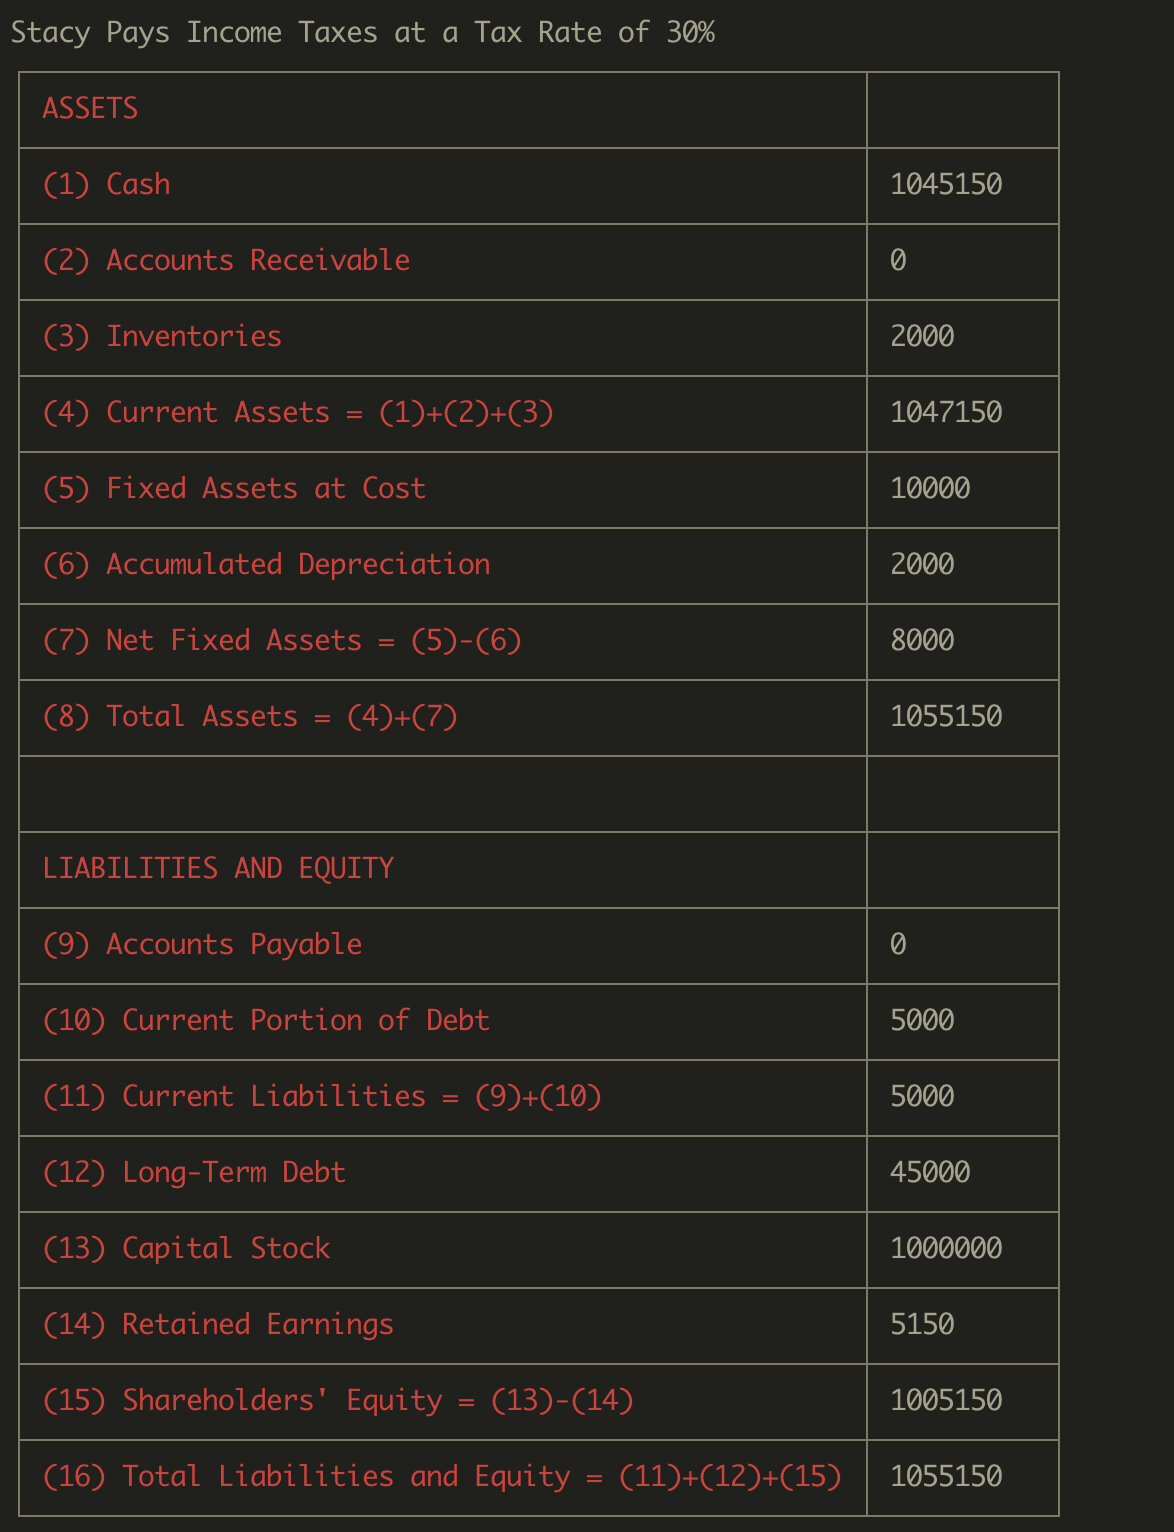 Stacy Pays Income Taxes at a Tax Rate of 30%
ASSETS
(1) Cash 1045150
(2) Accounts Receivable 0
(3) Inventories 2000
(4) Current Assets = (1)+(2)+(3) 1047150
(5) Fixed Assets at Cost 10000
(6) Accumulated Depreciation 2000
(7) Net Fixed Assets = (5)-(6) 8000
(8) Total Assets = (4)+(7) 1055150
LIABILITIES AND EQUITY
(9) Accounts Payable 0
(10) Current Portion of Debt 5000
(11) Current Liabilities = (9)+(10) 5000
(12) Long-Term Debt 45000
(13) Capital Stock 1000000
(14) Retained Earnings 5150
(15) Shareholders' Equity = (13)-(14) 1005150
(16) Total Liabilities and Equity = (11)+(12)+(15) 1055150